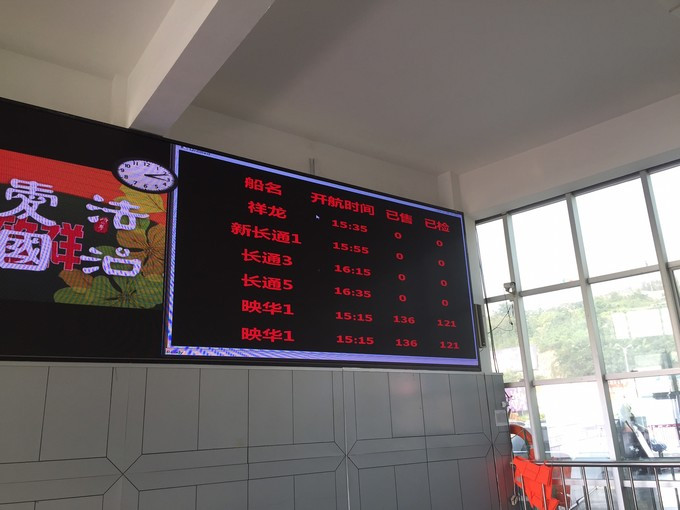 船名 开航时间 已售 已检
祥龙 15:35 0 0
新长通1 15:55 0 0
长通3 16:15 0 0
长通5 16:35 0 0
映华1 15:15 136 121
映华1 15:15 136 121